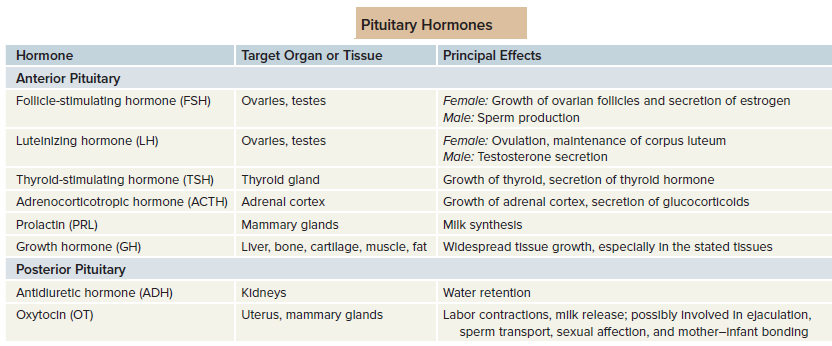 Pituitary Hormones
Hormone Target Organ or Tissue Principal Effects
Anterior Pituitary
Follicle-stimulating hormone (FSH) Ovaries, testes Female: Growth of ovarian follicles and secretion of estrogen
Male: Sperm production
Luteinizing hormone (LH) Ovaries, testes Female: Ovulation, maintenance of corpus luteum
Male: Testosterone secretion
Thyroid-stimulating hormone (TSH) Thyroid gland Growth of thyroid, secretion of thyroid hormone
Adrenocorticotropic hormone (ACTH) Adrenal cortex Growth of adrenal cortex, secretion of glucocorticoids
Prolactin (PRL) Mammary glands Milk synthesis
Growth hormone (GH) Liver, bone, cartilage, muscle, fat Widespread tissue growth, especially in the stated tissues
Posterior Pituitary
Antidiuretic hormone (ADH) Kidneys Water retention
Oxytocin (OT) Uterus, mammary glands Labor contractions, milk release; possibly involved in ejaculation,
sperm transport, sexual affection, and mother–infant bonding